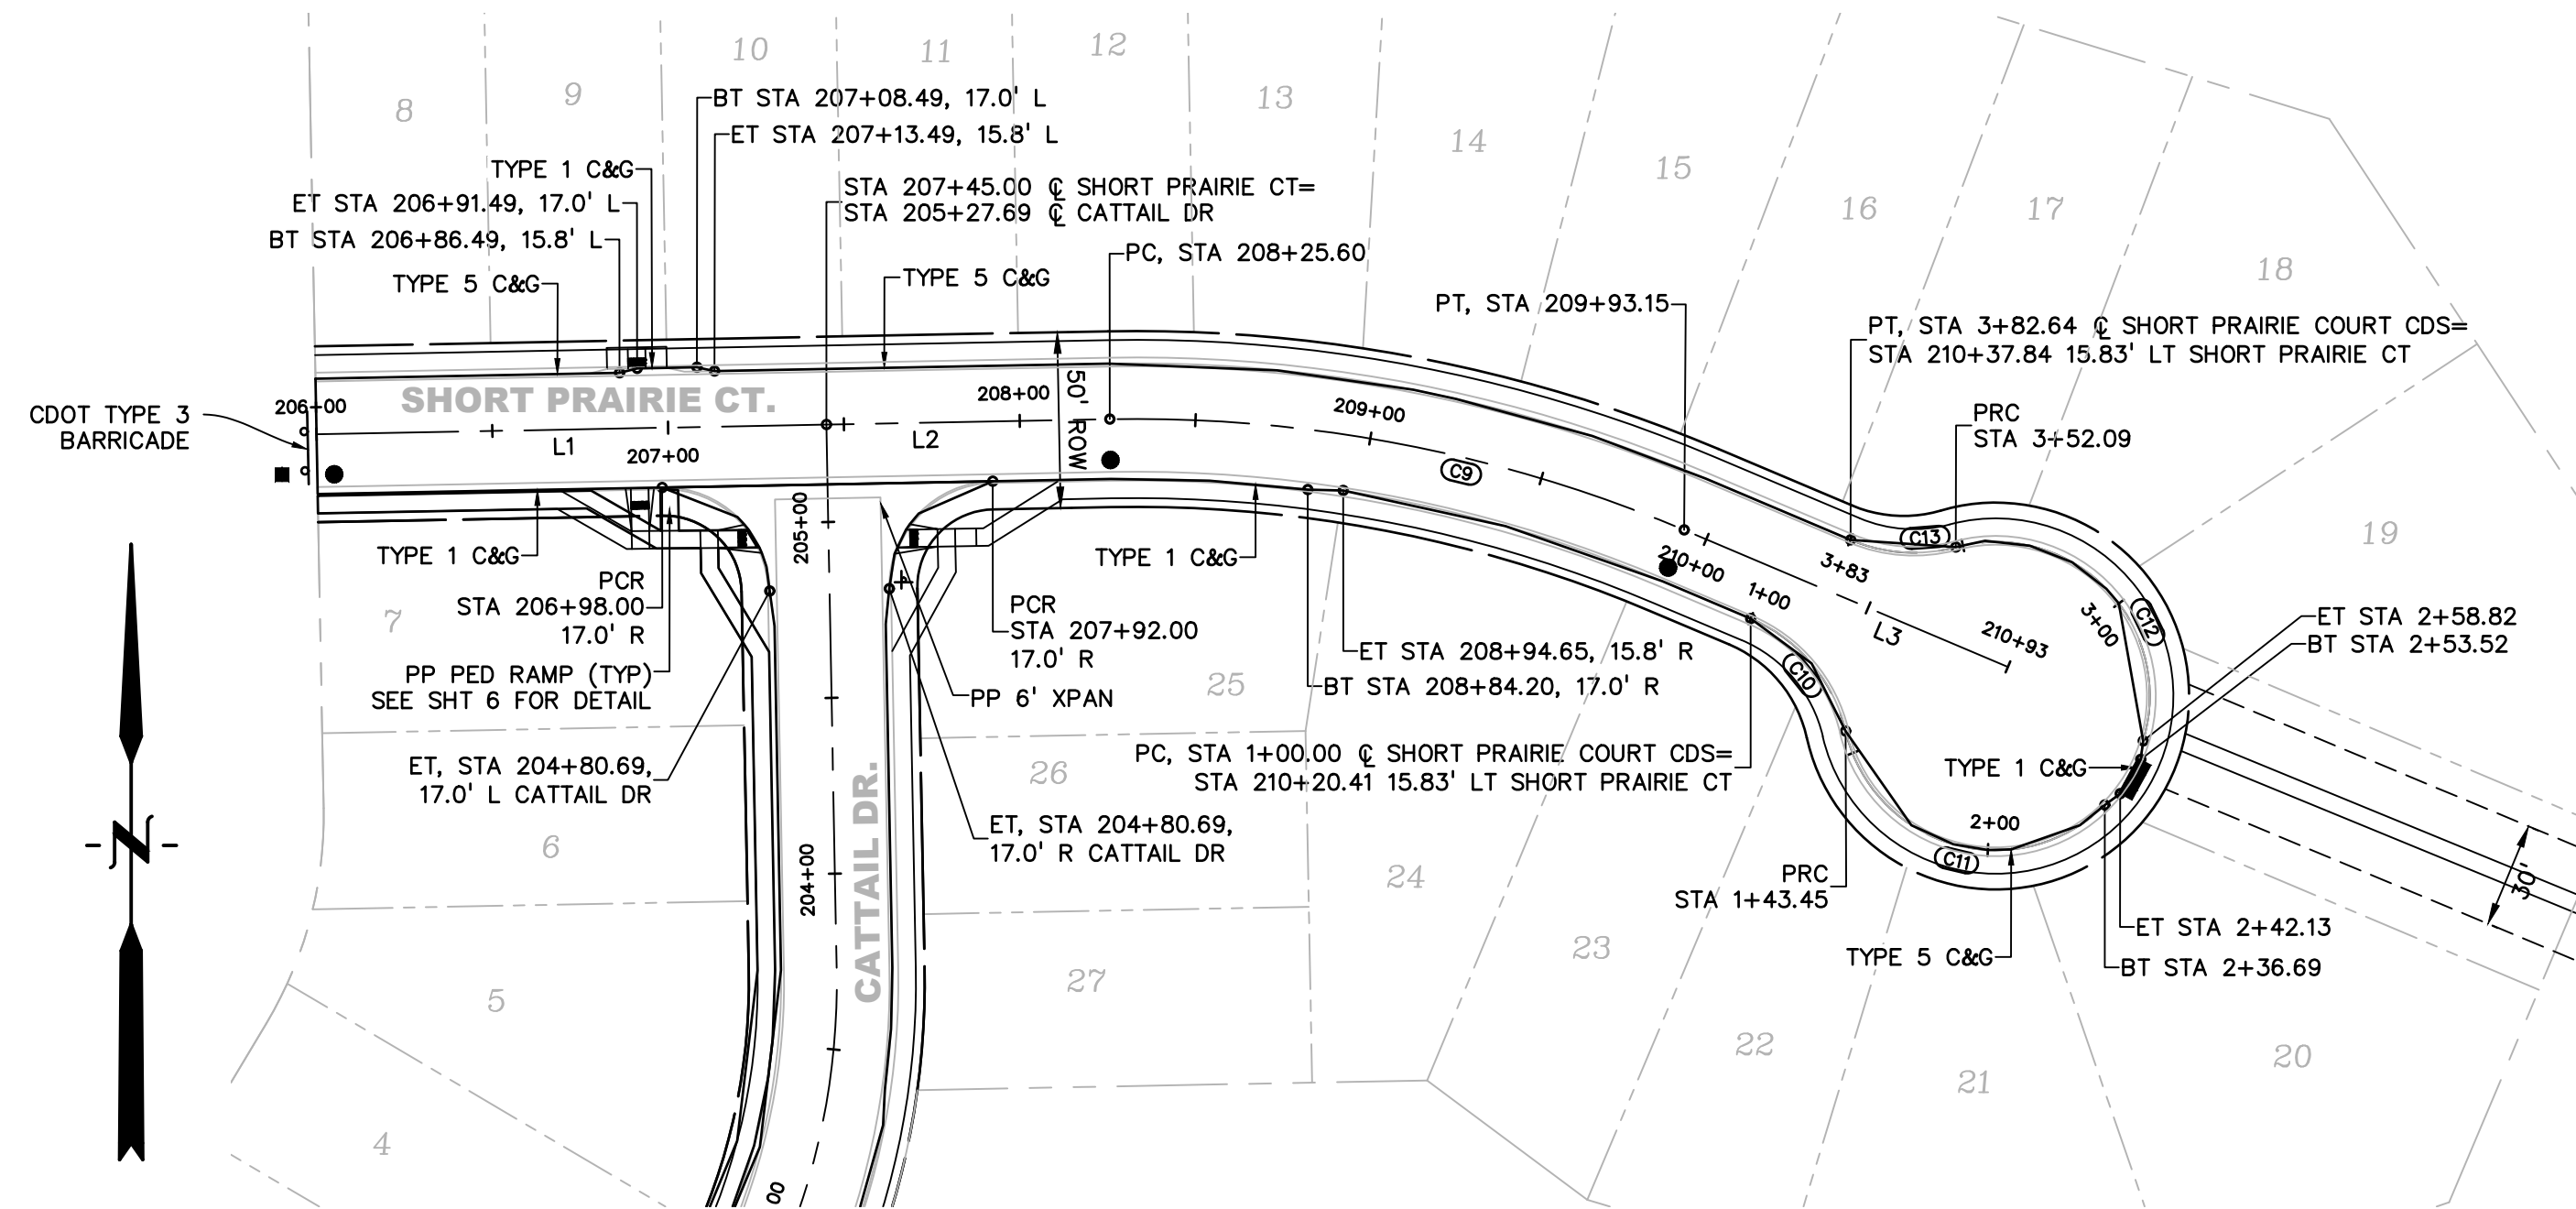 8
9
10
11
12
13
14
15
16
17
18
19
BT STA 207+08.49, 17.0' L
ET STA 207+13.49, 15.8' L
TYPE 1 C&G
ET STA 206+91.49, 17.0' L
BT STA 206+86.49, 15.8' L
TYPE 5 C&G
STA 207+45.00 ℄ SHORT PRAIRIE CT=
STA 205+27.69 ℄ CATTAIL DR
PC, STA 208+25.60
TYPE 5 C&G
PT, STA 209+93.15
PT, STA 3+82.64 ℄ SHORT PRAIRIE COURT CDS=
STA 210+37.84 15.83' LT SHORT PRAIRIE CT
PRC
STA 3+52.09
CDOT TYPE 3
BARRICADE
206+00
SHORT PRAIRIE CT.
L1
207+00
L2
208+00
50' ROW
209+00
C9
210+00
3+83
C13
1+00
L3
210+93
3+00
C12
C10
TYPE 1 C&G
PCR
STA 206+98.00
17.0' R
PP PED RAMP (TYP)
SEE SHT 6 FOR DETAIL
205+00
PCR
STA 207+92.00
17.0' R
PP 6' XPAN
TYPE 1 C&G
ET STA 208+94.65, 15.8' R
BT STA 208+84.20, 17.0' R
ET STA 2+58.82
BT STA 2+53.52
PC, STA 1+00.00 ℄ SHORT PRAIRIE COURT CDS=
STA 210+20.41 15.83' LT SHORT PRAIRIE CT
TYPE 1 C&G
ET, STA 204+80.69,
17.0' L CATTAIL DR
ET, STA 204+80.69,
17.0' R CATTAIL DR
204+00
CATTAIL DR.
2+00
C11
PRC
STA 1+43.45
TYPE 5 C&G
ET STA 2+42.13
BT STA 2+36.69
30'
N
7
6
5
4
25
26
27
24
23
22
21
20
00